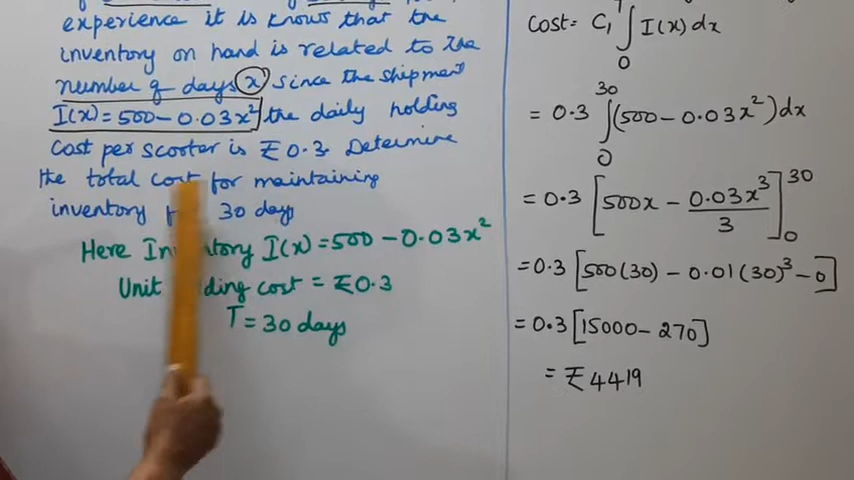 experience it is knows that the
inventory on hand is related to the
number of days x since the shipment
I(x) = 500 - 0.03x² the daily holding
Cost per scooter is ₹ 0.3. Determine
the total cost for maintaining
inventory 30 days
Here I(x) = 500 - 0.03x²
Unit cost = ₹0.3
T = 30 days
Cost = C₁ ∫₀ I(x) dx
= 0.3 ∫₀³⁰ (500 - 0.03x²) dx
= 0.3 [500x - 0.03x³/3]₀³⁰
= 0.3 [500(30) - 0.01(30)³ - 0]
= 0.3 [15000 - 270]
= ₹ 4419